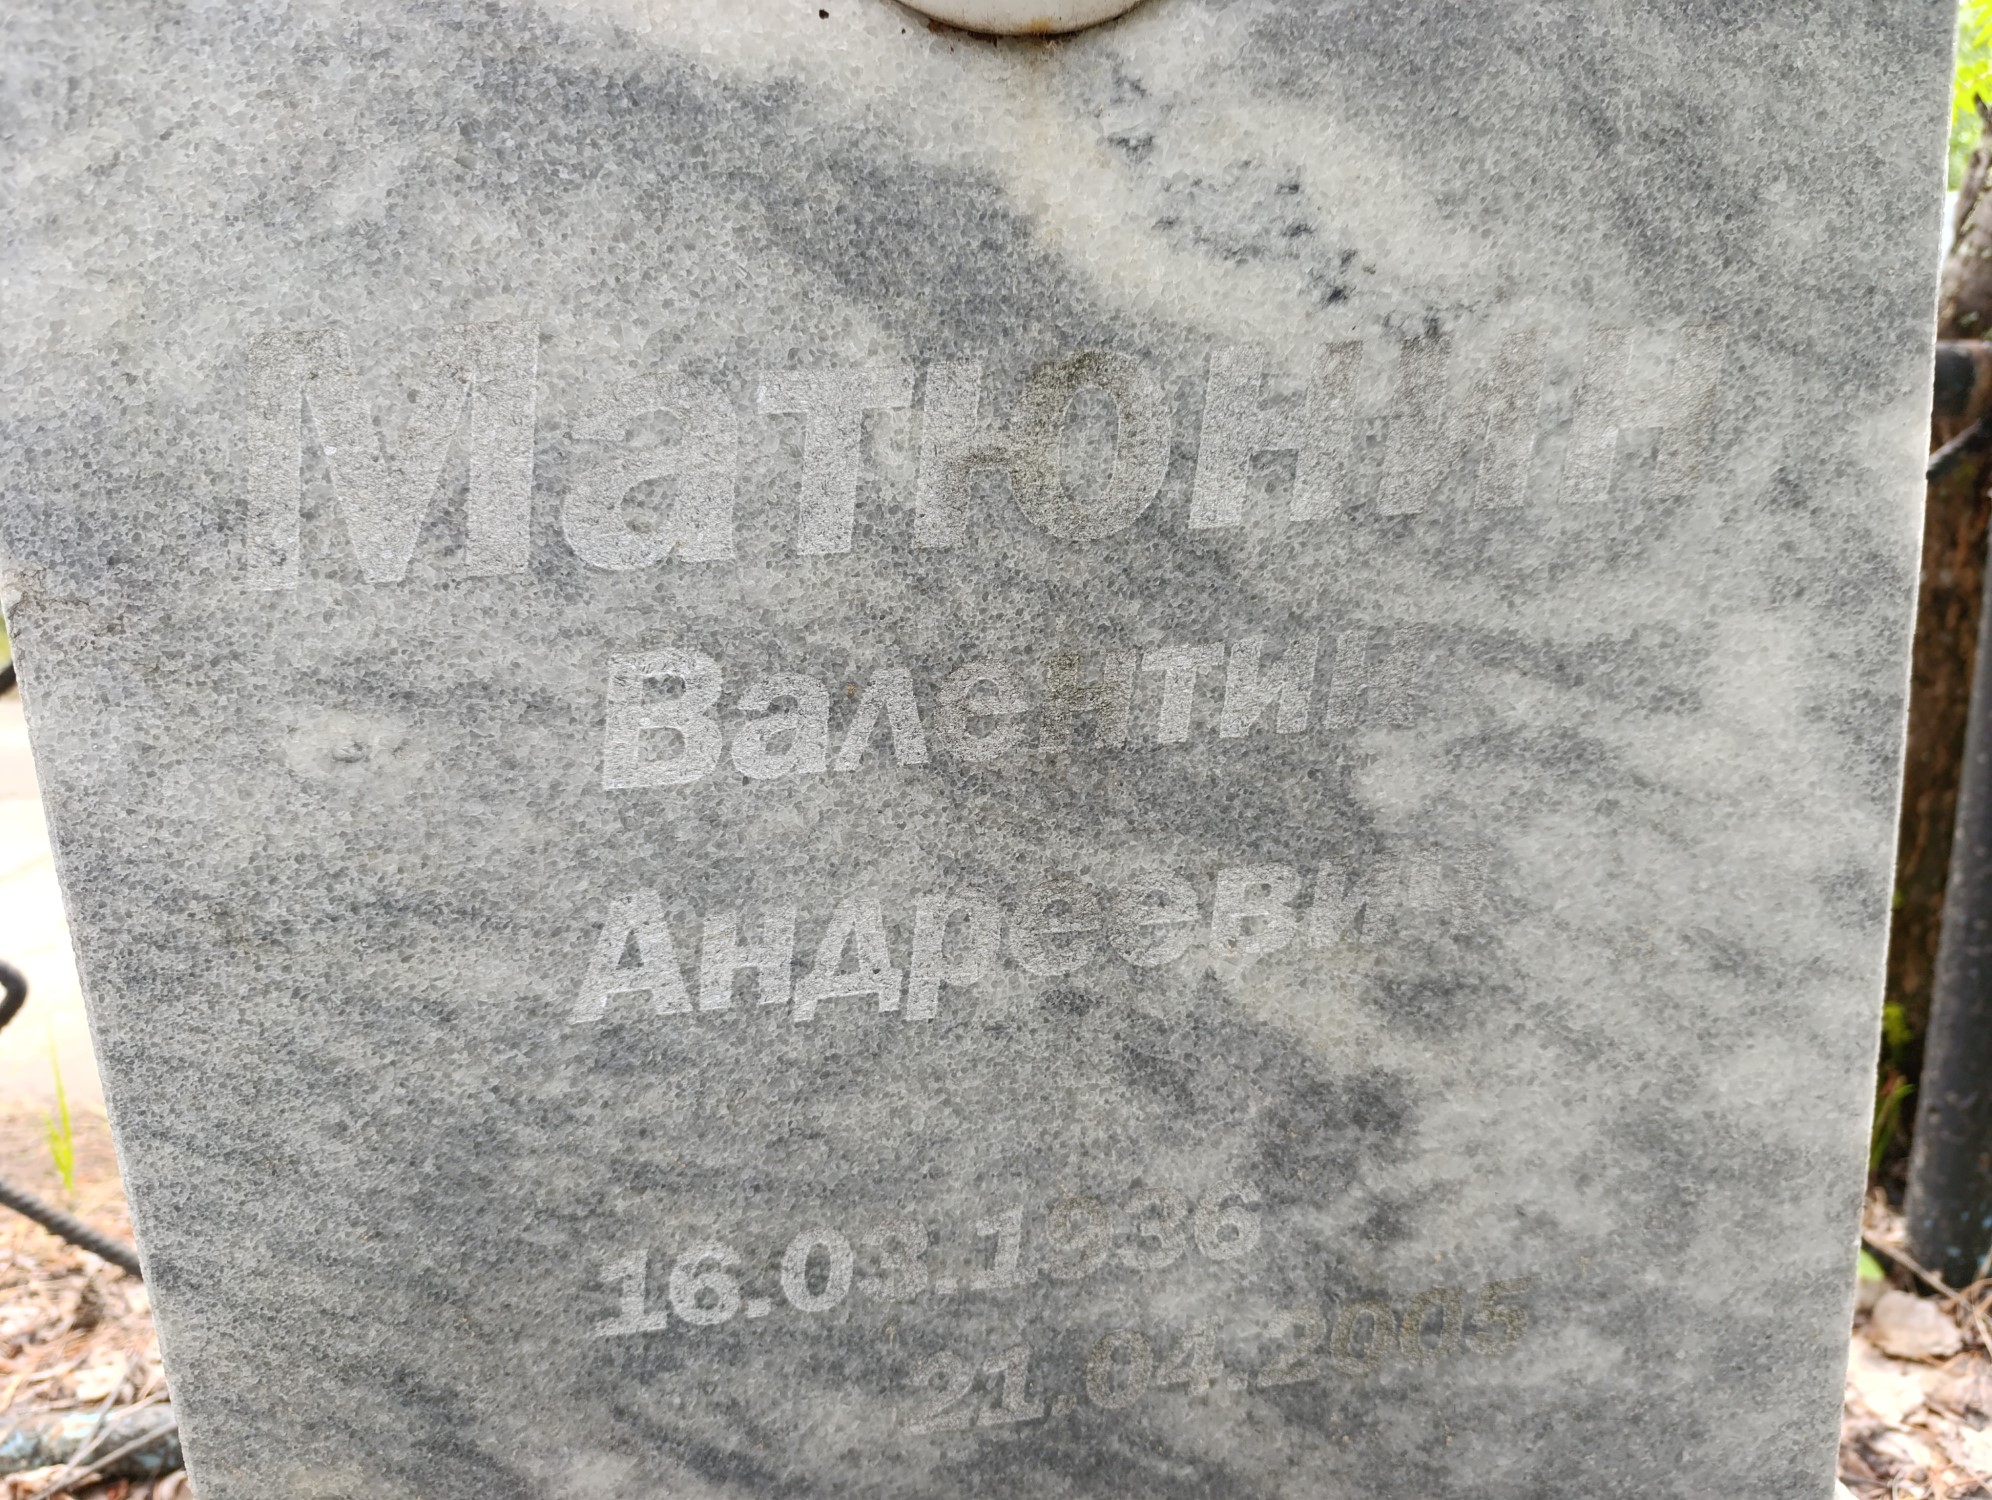 Матюнин
Валентин
Андреевич
16.03.1936
21.04.2005